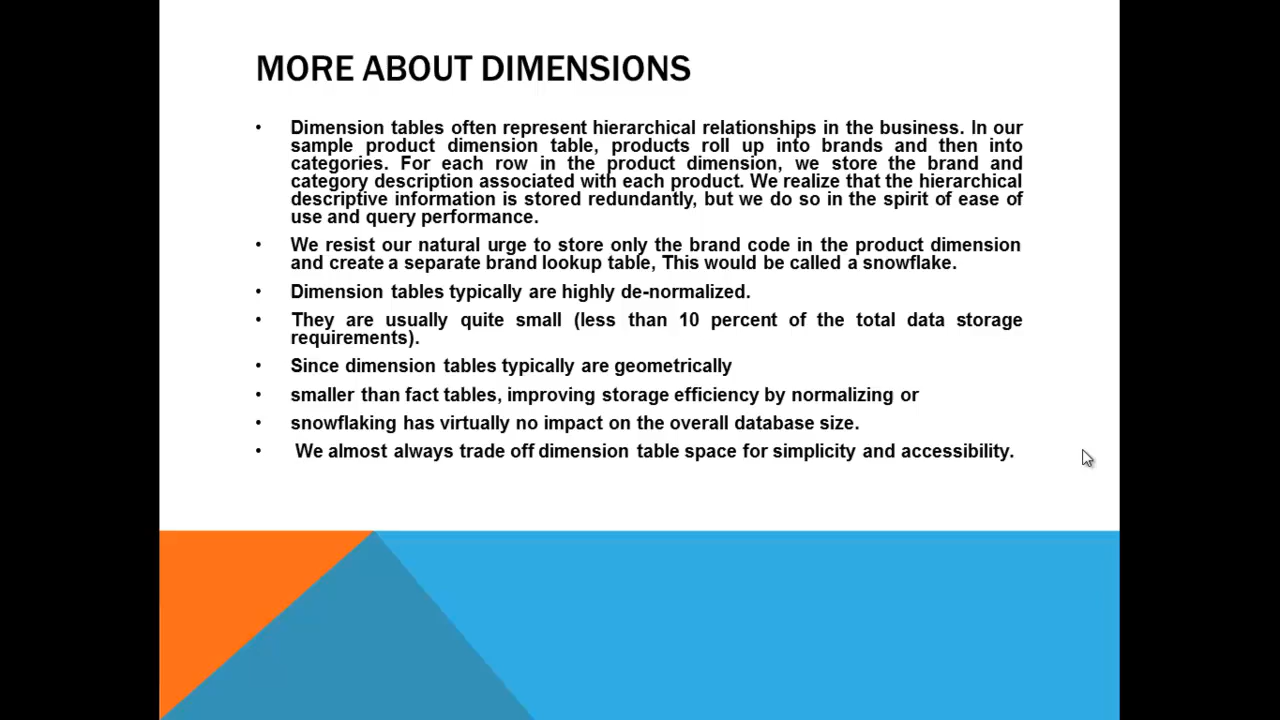 MORE ABOUT DIMENSIONS
• Dimension tables often represent hierarchical relationships in the business. In our
sample product dimension table, products roll up into brands and then into
categories. For each row in the product dimension, we store the brand and
category description associated with each product. We realize that the hierarchical
descriptive information is stored redundantly, but we do so in the spirit of ease of
use and query performance.
• We resist our natural urge to store only the brand code in the product dimension
and create a separate brand lookup table, This would be called a snowflake.
• Dimension tables typically are highly de-normalized.
• They are usually quite small (less than 10 percent of the total data storage
requirements).
• Since dimension tables typically are geometrically
• smaller than fact tables, improving storage efficiency by normalizing or
• snowflaking has virtually no impact on the overall database size.
• We almost always trade off dimension table space for simplicity and accessibility.